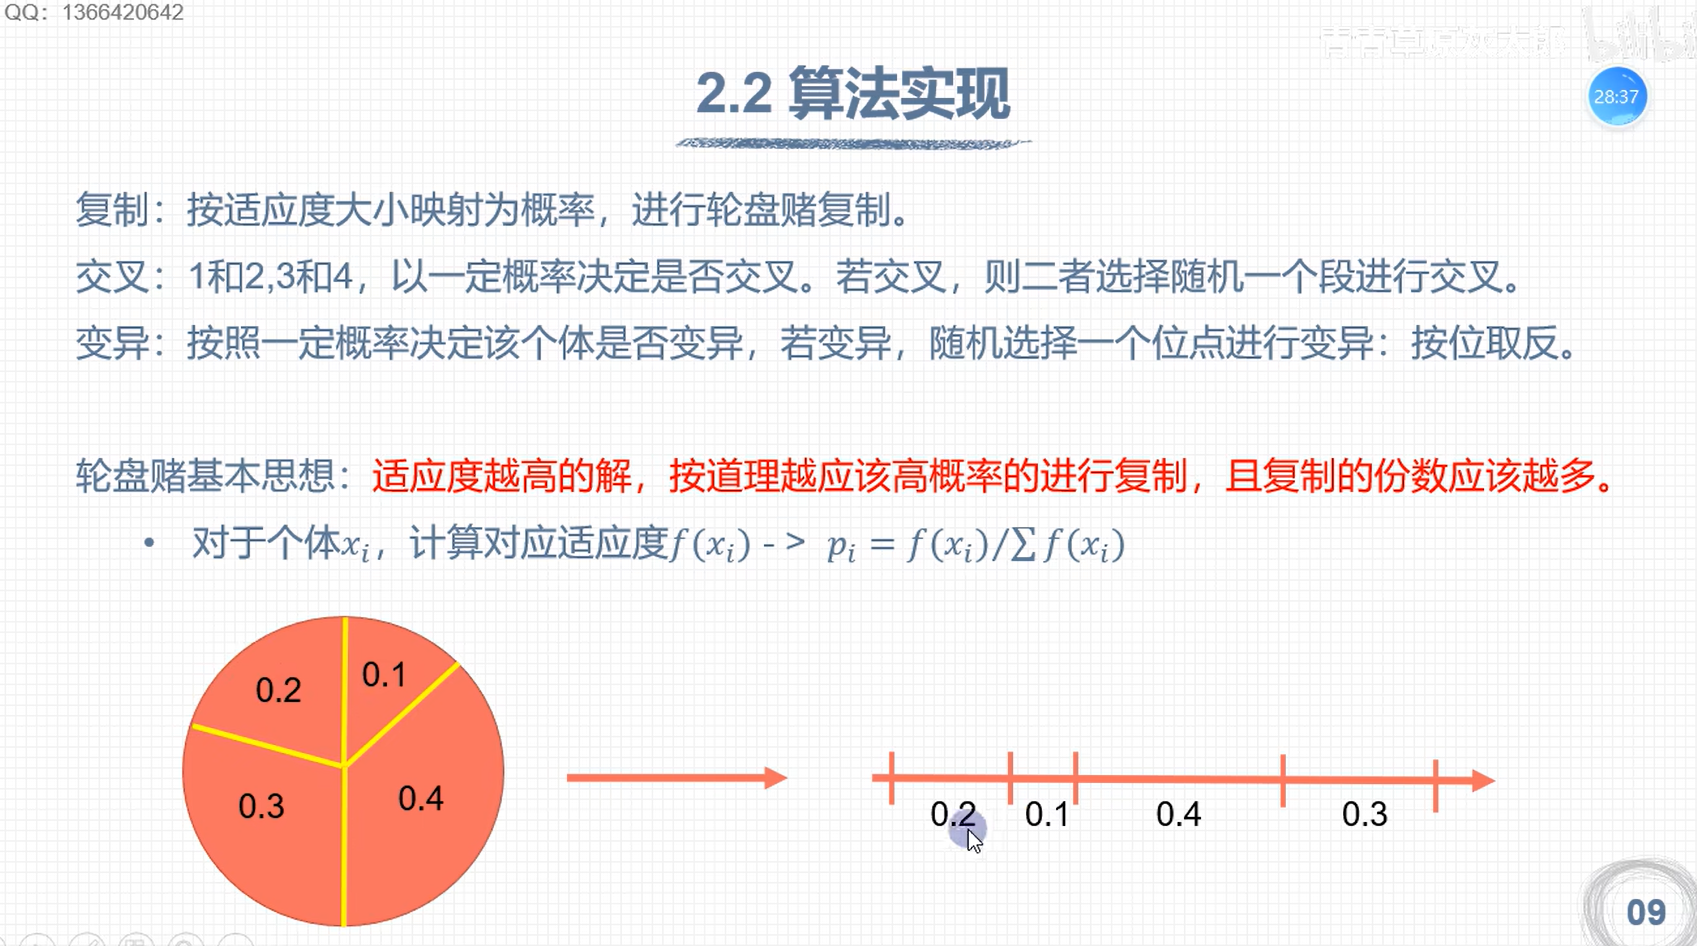 QQ：1366420642
2.2 算法实现
28:37
复制：按适应度大小映射为概率，进行轮盘赌复制。
交叉：1和2,3和4，以一定概率决定是否交叉。若交叉，则二者选择随机一个段进行交叉。
变异：按照一定概率决定该个体是否变异，若变异，随机选择一个位点进行变异：按位取反。
轮盘赌基本思想：适应度越高的解，按道理越应该高概率的进行复制，且复制的份数应该越多。
• 对于个体xᵢ，计算对应适应度f(xᵢ) - > pᵢ = f(xᵢ)/∑ f(xᵢ)
0.2 0.1
0.3 0.4
0.2 0.1 0.4 0.3
09